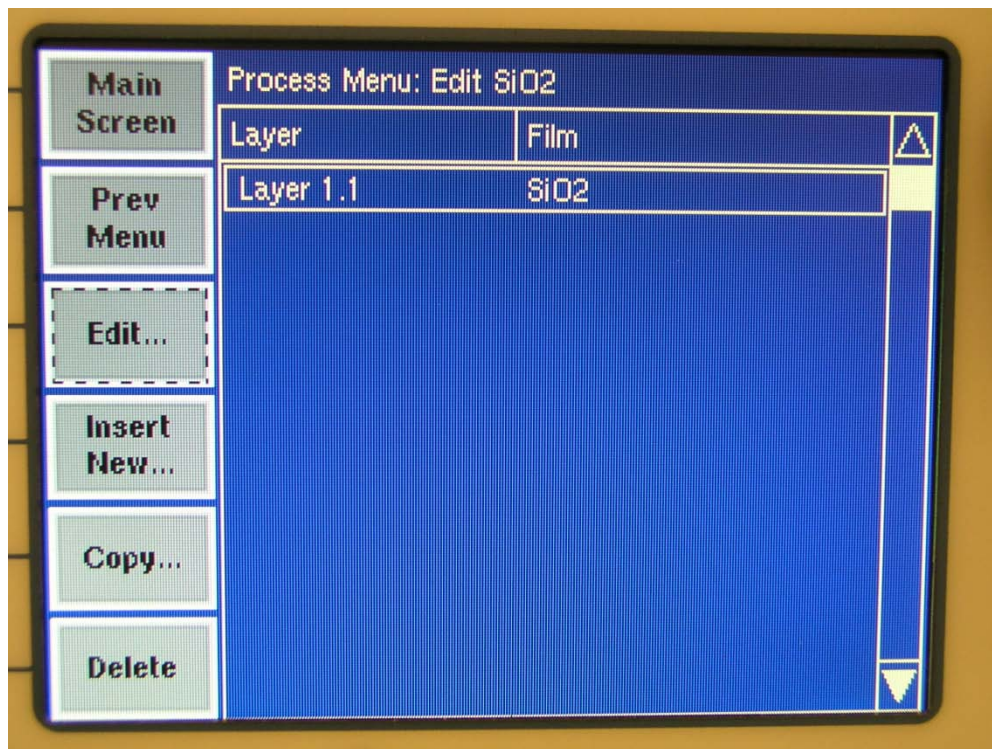 Main
Screen
Process Menu: Edit SiO2
Layer
Film
Prev
Menu
Layer 1.1
SiO2
Edit...
Insert
New...
Copy...
Delete